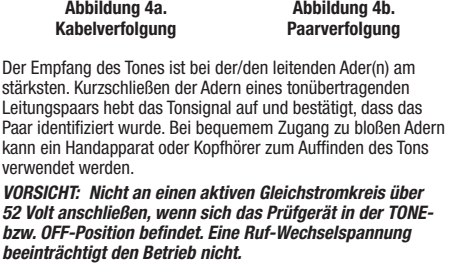 Abbildung 4a. Abbildung 4b.
Kabelverfolgung Paarverfolgung
Der Empfang des Tones ist bei der/den leitenden Ader(n) am
stärksten. Kurzschließen der Adern eines tonübertragenden
Leitungspaars hebt das Tonsignal auf und bestätigt, dass das
Paar identifiziert wurde. Bei bequemem Zugang zu bloßen Adern
kann ein Handapparat oder Kopfhörer zum Auffinden des Tons
verwendet werden.
VORSICHT: Nicht an einen aktiven Gleichstromkreis über
52 Volt anschließen, wenn sich das Prüfgerät in der TONE-
bzw. OFF-Position befindet. Eine Ruf-Wechselspannung
beeinträchtigt den Betrieb nicht.